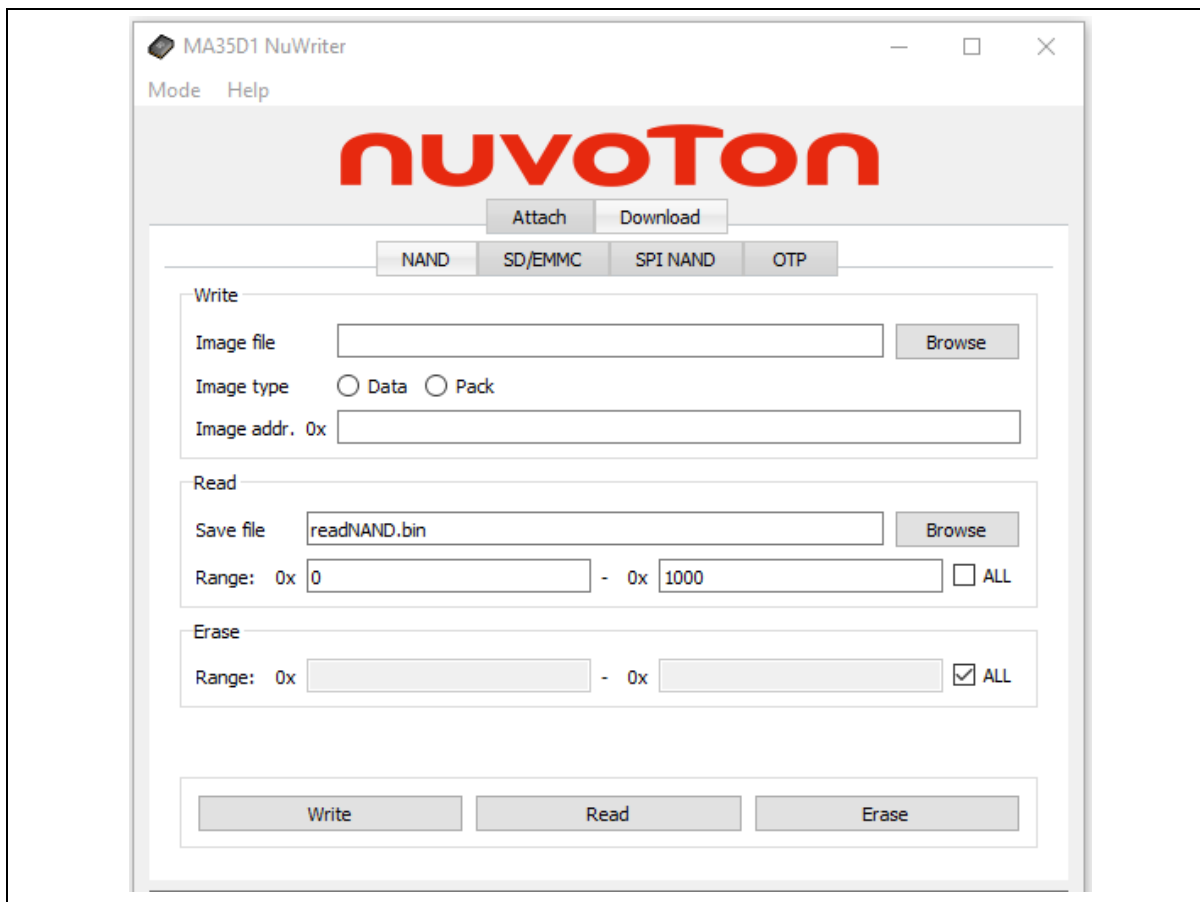 MA35D1 NuWriter
Mode Help
nuvoTon
Attach Download
NAND SD/EMMC SPI NAND OTP
Write
Image file Browse
Image type Data Pack
Image addr. 0x
Read
Save file readNAND.bin Browse
Range: 0x 0 - 0x 1000 ALL
Erase
Range: 0x - 0x ALL
Write Read Erase